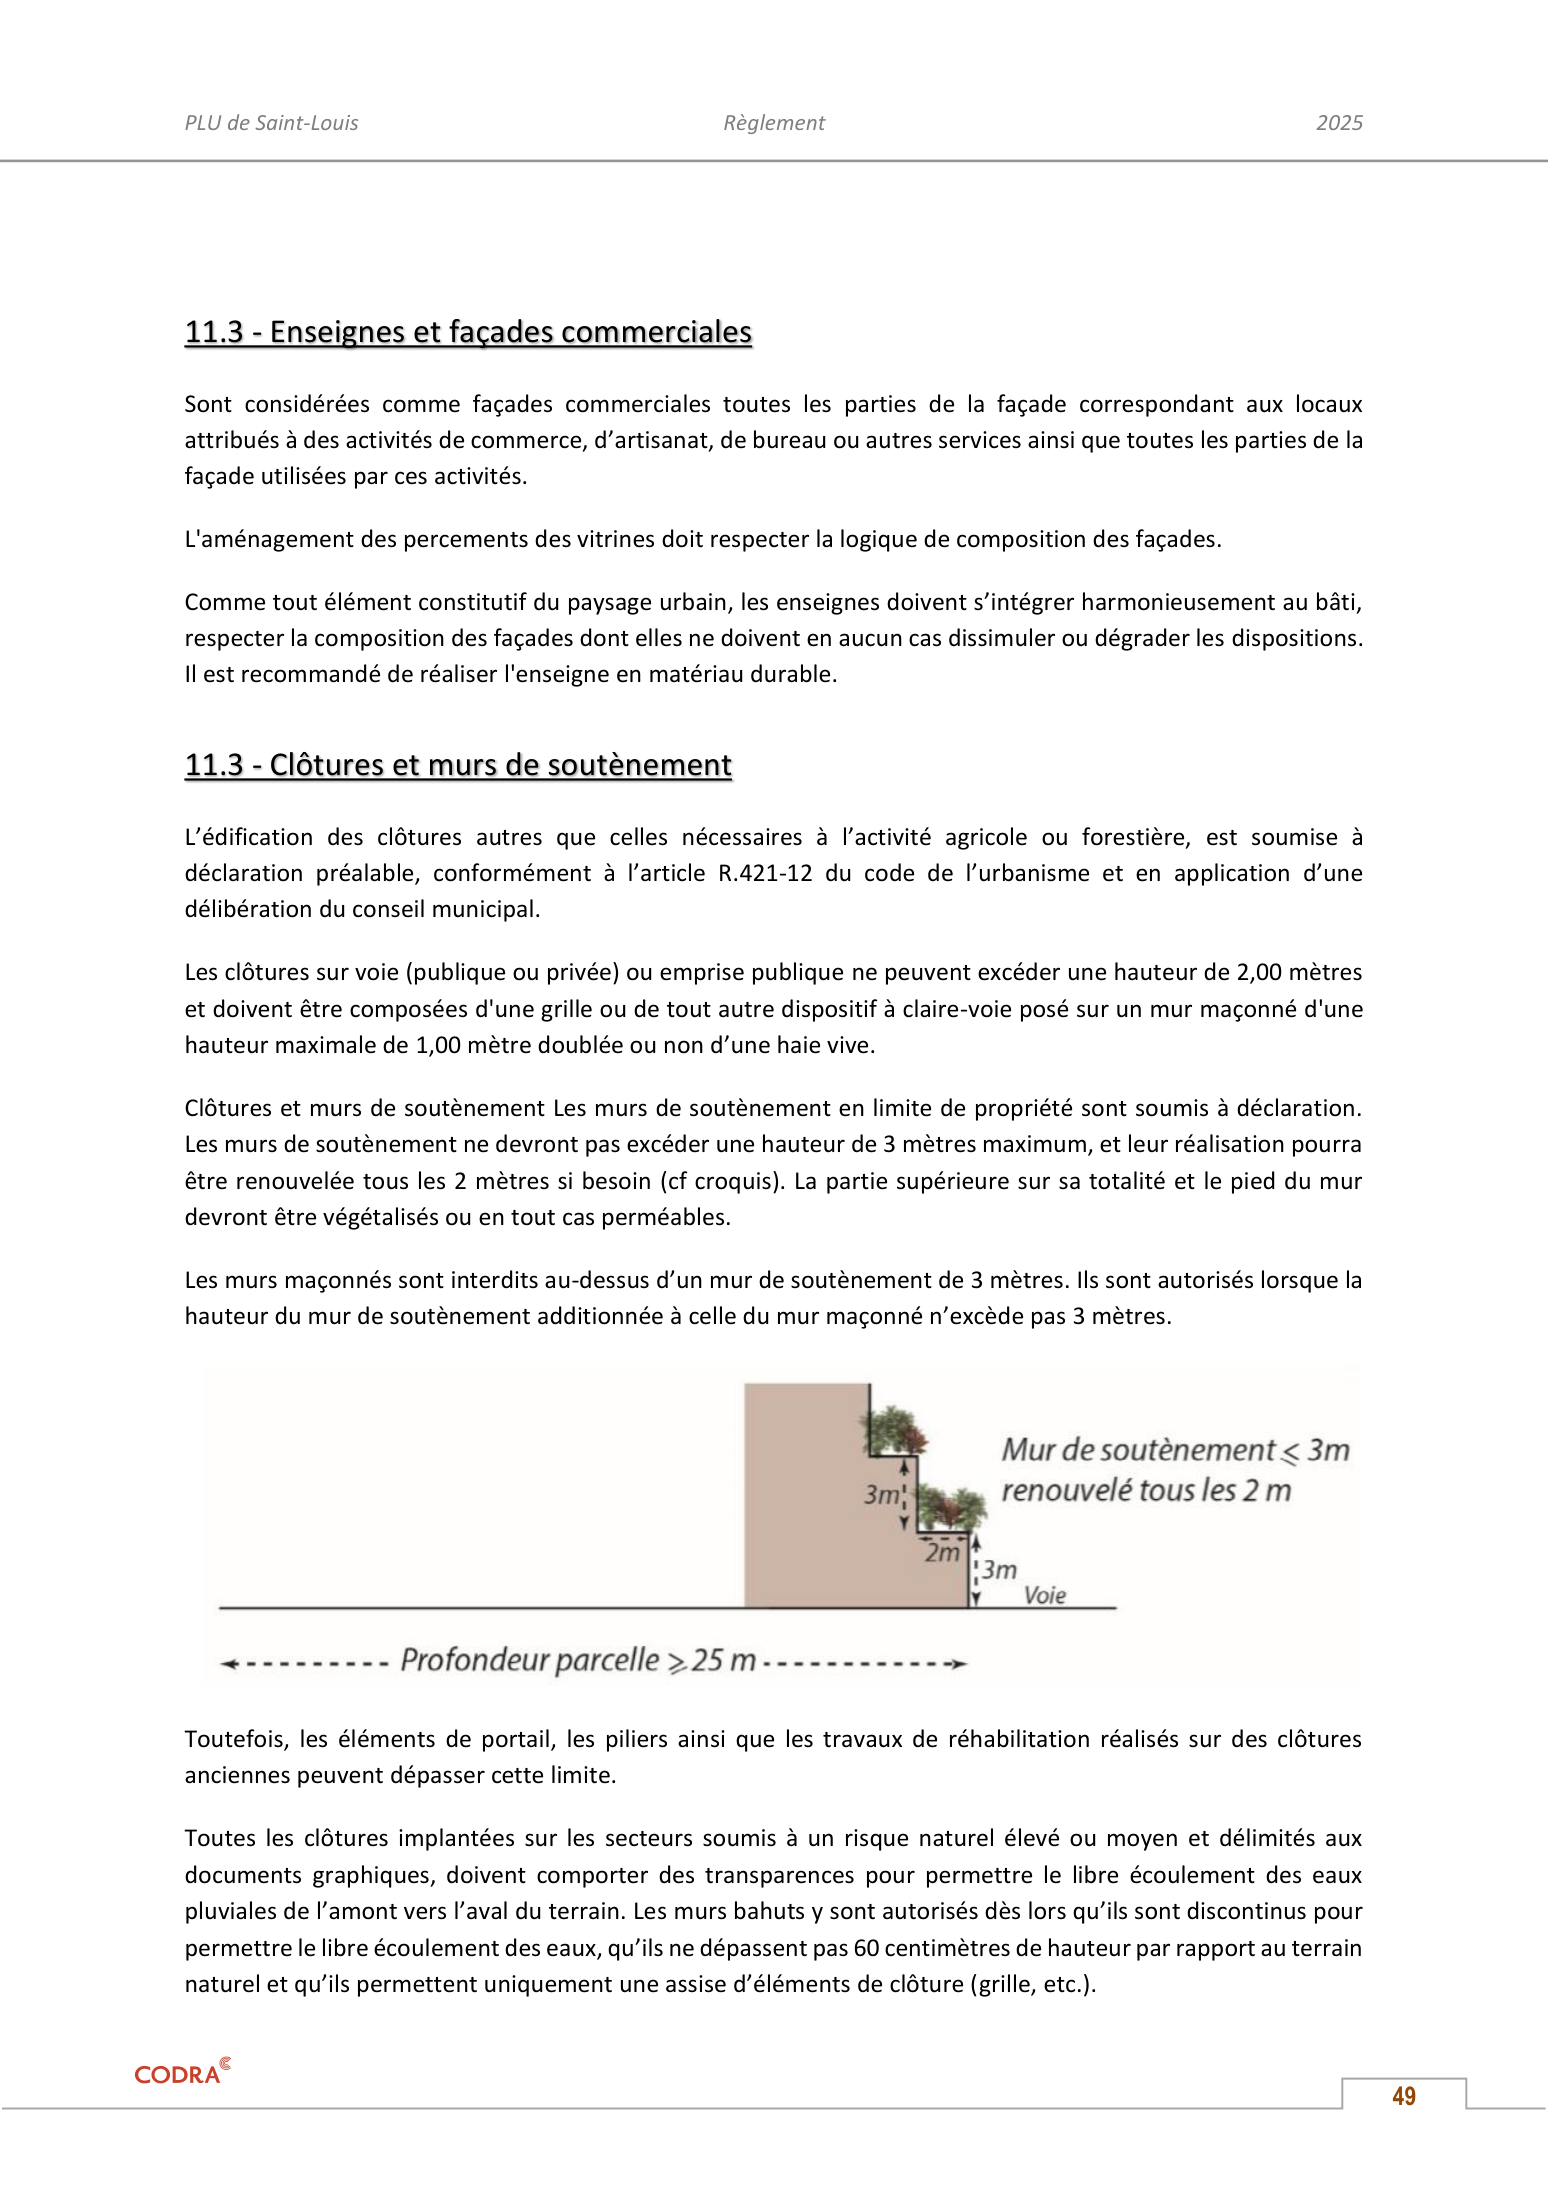 PLU de Saint-Louis Règlement 2025
11.3 - Enseignes et façades commerciales
Sont considérées comme façades commerciales toutes les parties de la façade correspondant aux locaux
attribués à des activités de commerce, d’artisanat, de bureau ou autres services ainsi que toutes les parties de la
façade utilisées par ces activités.
L'aménagement des percements des vitrines doit respecter la logique de composition des façades.
Comme tout élément constitutif du paysage urbain, les enseignes doivent s’intégrer harmonieusement au bâti,
respecter la composition des façades dont elles ne doivent en aucun cas dissimuler ou dégrader les dispositions.
Il est recommandé de réaliser l'enseigne en matériau durable.
11.3 - Clôtures et murs de soutènement
L’édification des clôtures autres que celles nécessaires à l’activité agricole ou forestière, est soumise à
déclaration préalable, conformément à l’article R.421-12 du code de l’urbanisme et en application d’une
délibération du conseil municipal.
Les clôtures sur voie (publique ou privée) ou emprise publique ne peuvent excéder une hauteur de 2,00 mètres
et doivent être composées d'une grille ou de tout autre dispositif à claire-voie posé sur un mur maçonné d'une
hauteur maximale de 1,00 mètre doublée ou non d’une haie vive.
Clôtures et murs de soutènement Les murs de soutènement en limite de propriété sont soumis à déclaration.
Les murs de soutènement ne devront pas excéder une hauteur de 3 mètres maximum, et leur réalisation pourra
être renouvelée tous les 2 mètres si besoin (cf croquis). La partie supérieure sur sa totalité et le pied du mur
devront être végétalisés ou en tout cas perméables.
Les murs maçonnés sont interdits au-dessus d’un mur de soutènement de 3 mètres. Ils sont autorisés lorsque la
hauteur du mur de soutènement additionnée à celle du mur maçonné n’excède pas 3 mètres.
Mur de soutènement ⩽ 3m
renouvelé tous les 2 m
3m
2m
3m
Voie
Profondeur parcelle ⩾ 25 m
Toutefois, les éléments de portail, les piliers ainsi que les travaux de réhabilitation réalisés sur des clôtures
anciennes peuvent dépasser cette limite.
Toutes les clôtures implantées sur les secteurs soumis à un risque naturel élevé ou moyen et délimités aux
documents graphiques, doivent comporter des transparences pour permettre le libre écoulement des eaux
pluviales de l’amont vers l’aval du terrain. Les murs bahuts y sont autorisés dès lors qu’ils sont discontinus pour
permettre le libre écoulement des eaux, qu’ils ne dépassent pas 60 centimètres de hauteur par rapport au terrain
naturel et qu’ils permettent uniquement une assise d’éléments de clôture (grille, etc.).
CODRA
49